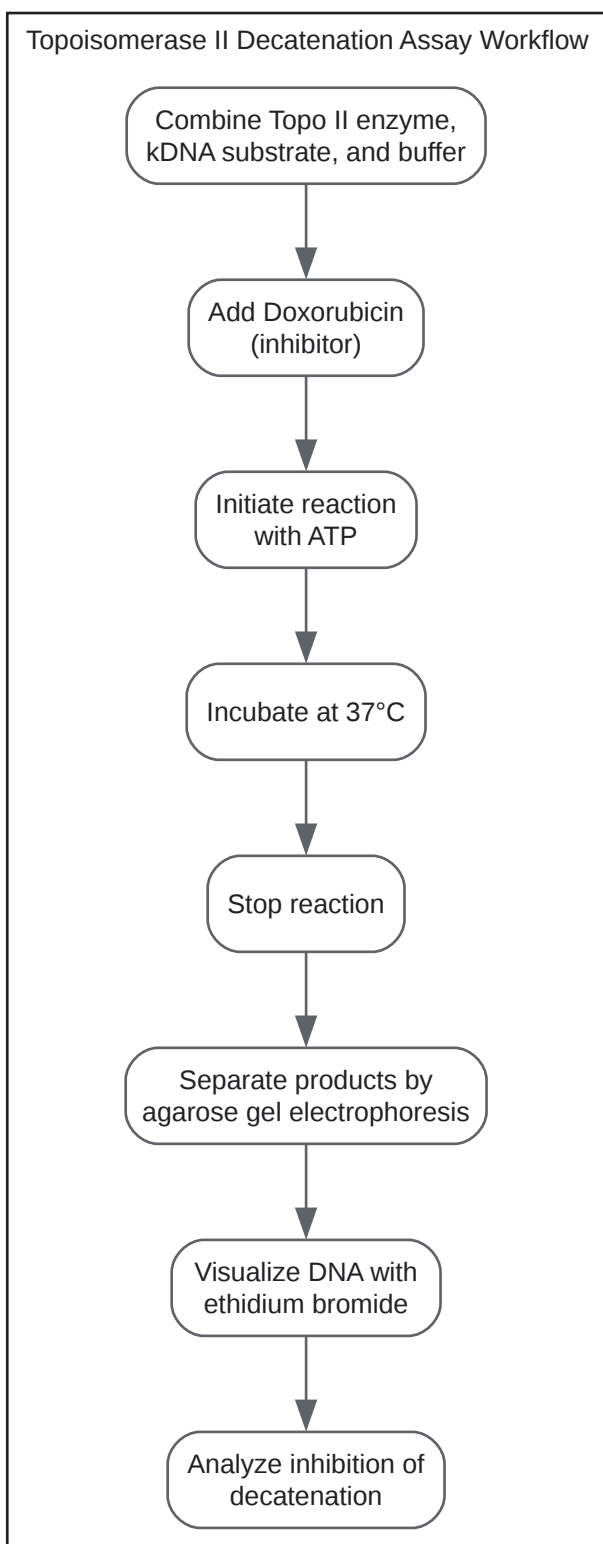 Topoisomerase II Decatenation Assay Workflow
Combine Topo II enzyme,
kDNA substrate, and buffer
Add Doxorubicin
(inhibitor)
Initiate reaction
with ATP
Incubate at 37°C
Stop reaction
Separate products by
agarose gel electrophoresis
Visualize DNA with
ethidium bromide
Analyze inhibition of
decatenation